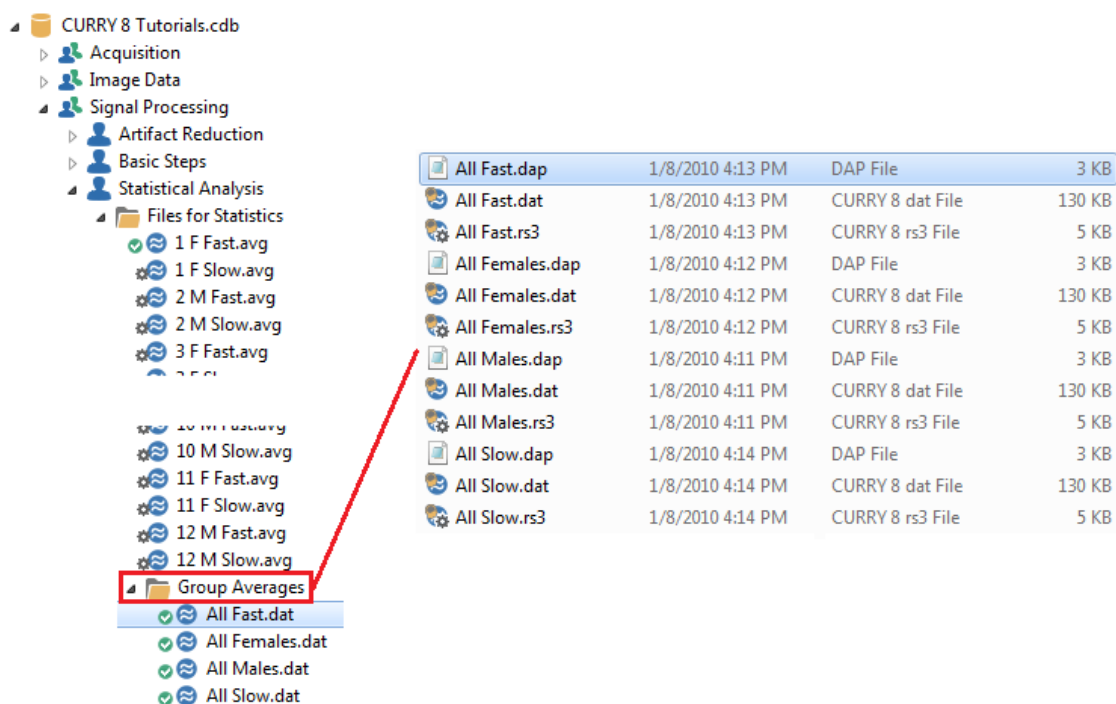 CURRY 8 Tutorials.cdb
Acquisition
Image Data
Signal Processing
Artifact Reduction
Basic Steps
Statistical Analysis
Files for Statistics
1 F Fast.avg
1 F Slow.avg
2 M Fast.avg
2 M Slow.avg
3 F Fast.avg
10 M Slow.avg
11 F Fast.avg
11 F Slow.avg
12 M Fast.avg
12 M Slow.avg
Group Averages
All Fast.dat
All Females.dat
All Males.dat
All Slow.dat
All Fast.dap 1/8/2010 4:13 PM DAP File 3 KB
All Fast.dat 1/8/2010 4:13 PM CURRY 8 dat File 130 KB
All Fast.rs3 1/8/2010 4:13 PM CURRY 8 rs3 File 5 KB
All Females.dap 1/8/2010 4:12 PM DAP File 3 KB
All Females.dat 1/8/2010 4:12 PM CURRY 8 dat File 130 KB
All Females.rs3 1/8/2010 4:12 PM CURRY 8 rs3 File 5 KB
All Males.dap 1/8/2010 4:11 PM DAP File 3 KB
All Males.dat 1/8/2010 4:11 PM CURRY 8 dat File 130 KB
All Males.rs3 1/8/2010 4:11 PM CURRY 8 rs3 File 5 KB
All Slow.dap 1/8/2010 4:14 PM DAP File 3 KB
All Slow.dat 1/8/2010 4:14 PM CURRY 8 dat File 130 KB
All Slow.rs3 1/8/2010 4:14 PM CURRY 8 rs3 File 5 KB